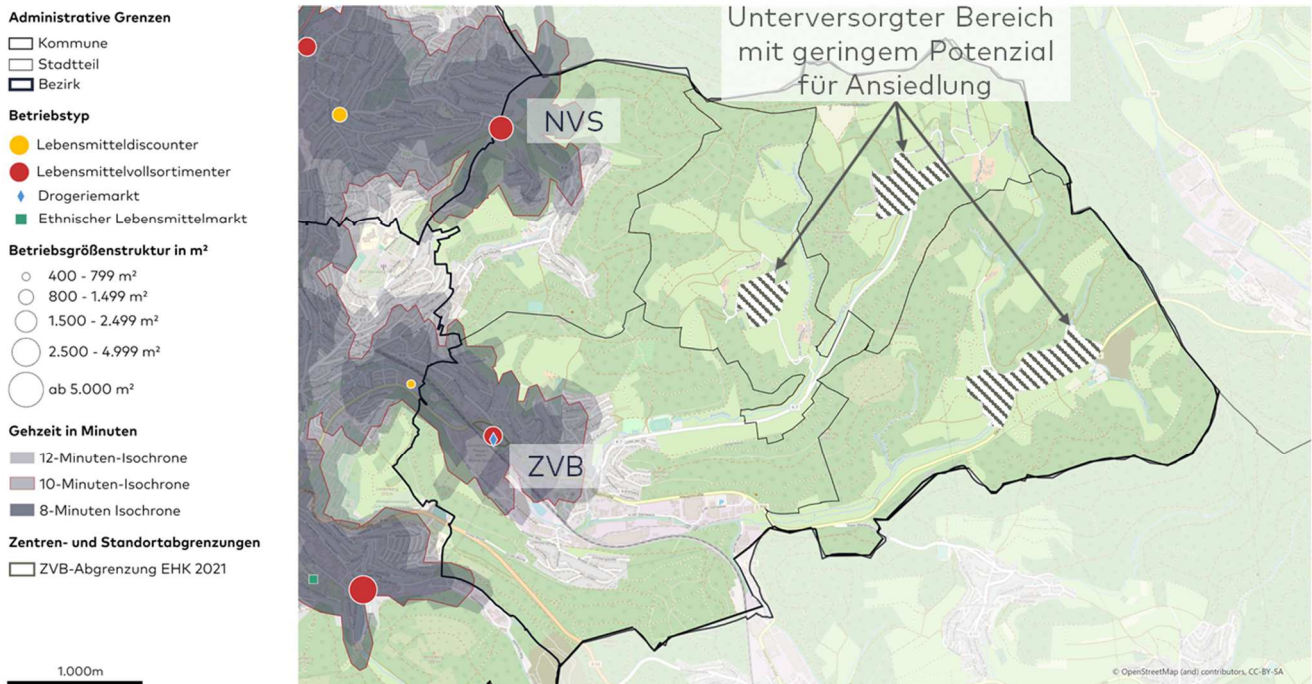 Administrative Grenzen
Kommune
Stadtteil
Bezirk
Betriebstyp
Lebensmitteldiscounter
Lebensmittelvollsortimenter
Drogeriemarkt
Ethnischer Lebensmittelmarkt
Betriebsgrößenstruktur in m²
400 - 799 m²
800 - 1.499 m²
1.500 - 2.499 m²
2.500 - 4.999 m²
ab 5.000 m²
Gehzeit in Minuten
12-Minuten-Isochrone
10-Minuten-Isochrone
8-Minuten Isochrone
Zentren- und Standortabgrenzungen
ZVB-Abgrenzung EHK 2021
1.000m
Unterversorgter Bereich
mit geringem Potenzial
für Ansiedlung
NVS
ZVB
© OpenStreetMap (and) contributors, CC-BY-SA